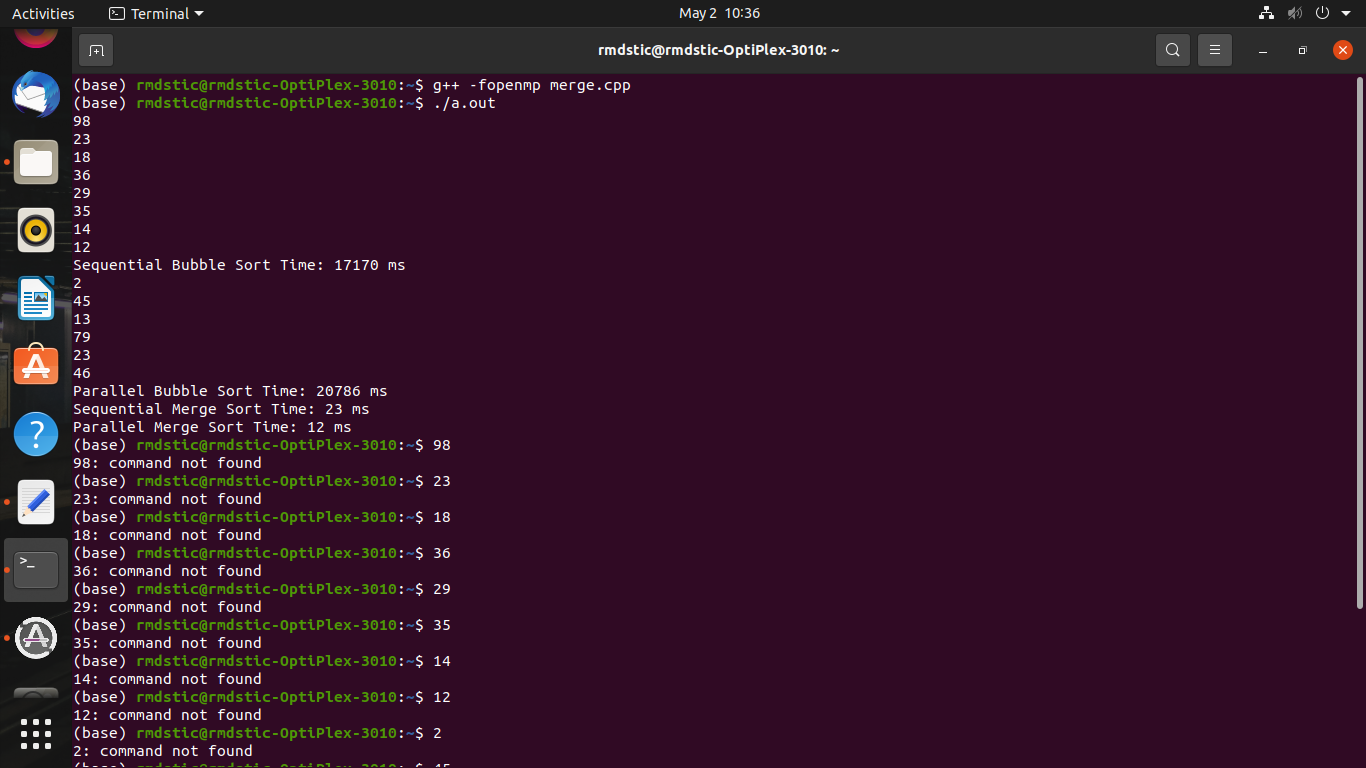 Activities
Terminal
May 2 10:36
rmdstic@rmdstic-OptiPlex-3010: ~
(base) rmdstic@rmdstic-OptiPlex-3010:~$ g++ -fopenmp merge.cpp
(base) rmdstic@rmdstic-OptiPlex-3010:~$ ./a.out
98
23
18
36
29
35
14
12
Sequential Bubble Sort Time: 17170 ms
2
45
13
79
23
46
Parallel Bubble Sort Time: 20786 ms
Sequential Merge Sort Time: 23 ms
Parallel Merge Sort Time: 12 ms
(base) rmdstic@rmdstic-OptiPlex-3010:~$ 98
98: command not found
(base) rmdstic@rmdstic-OptiPlex-3010:~$ 23
23: command not found
(base) rmdstic@rmdstic-OptiPlex-3010:~$ 18
18: command not found
(base) rmdstic@rmdstic-OptiPlex-3010:~$ 36
36: command not found
(base) rmdstic@rmdstic-OptiPlex-3010:~$ 29
29: command not found
(base) rmdstic@rmdstic-OptiPlex-3010:~$ 35
35: command not found
(base) rmdstic@rmdstic-OptiPlex-3010:~$ 14
14: command not found
(base) rmdstic@rmdstic-OptiPlex-3010:~$ 12
12: command not found
(base) rmdstic@rmdstic-OptiPlex-3010:~$ 2
2: command not found